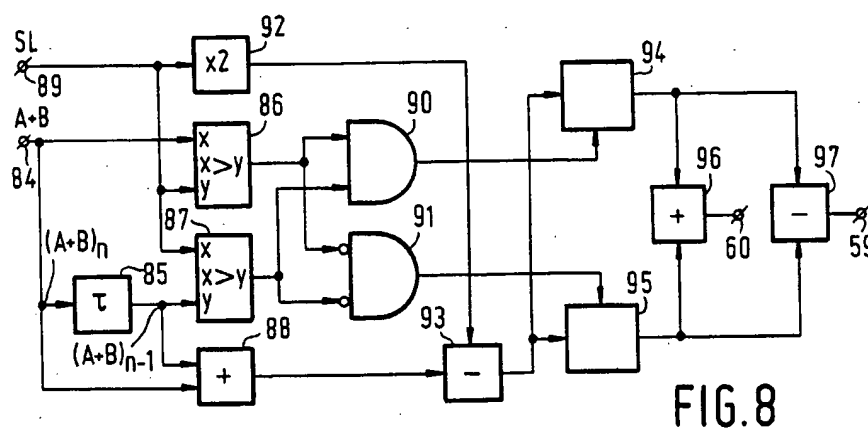 SL
89
x2
92
A+B
84
x
x>y
y
86
90
94
87
x
x>y
y
91
96
+
60
97
-
59
(A+B)n
85
τ
(A+B)n-1
88
+
93
-
95
FIG.8